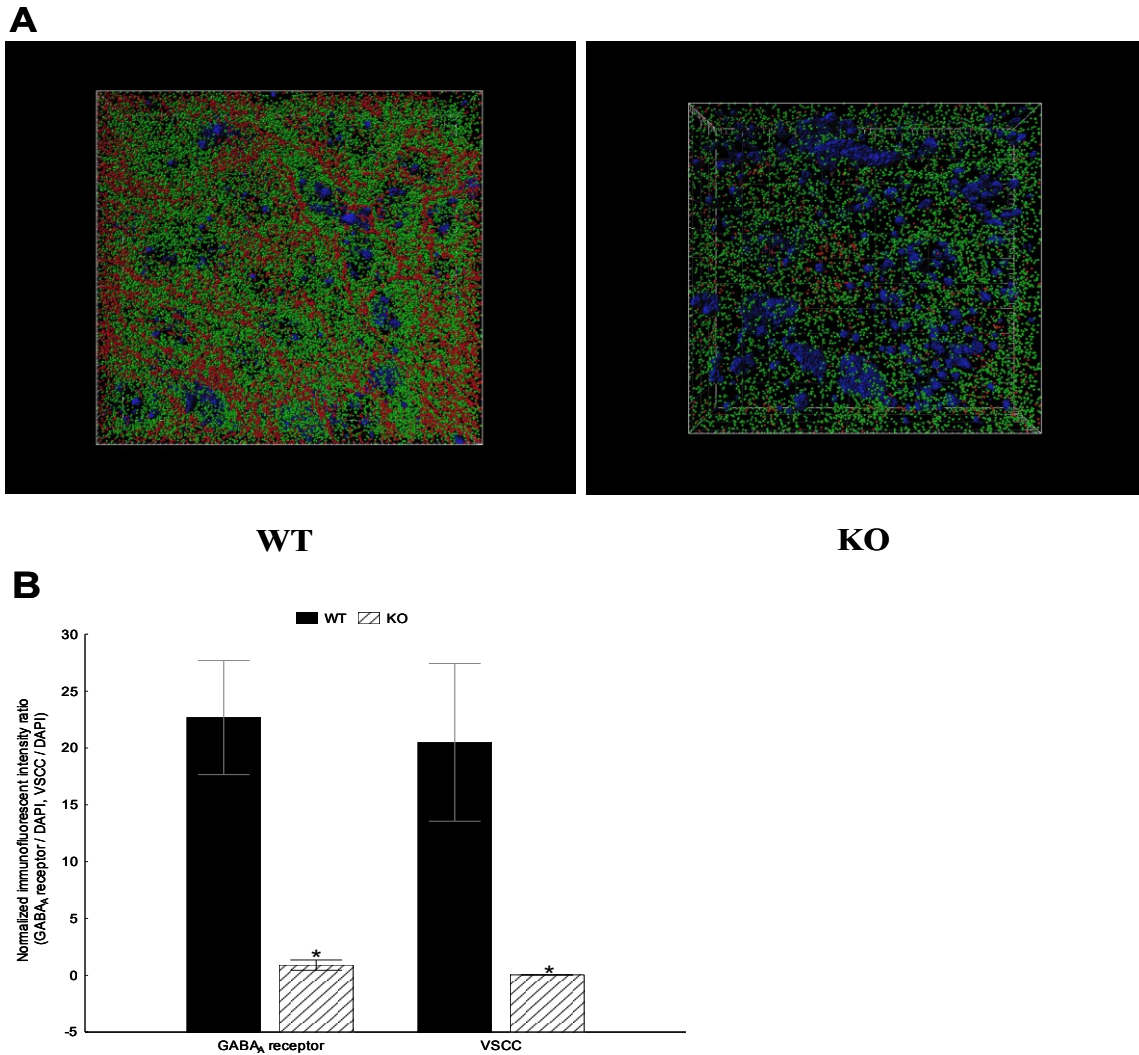 A
WT
KO
B
WT
KO
Normalized immunofluorescent intensity ratio
(GABAA receptor / DAPI, VSCC / DAPI)
30
25
20
15
10
5
0
-5
*
*
GABAA receptor
VSCC